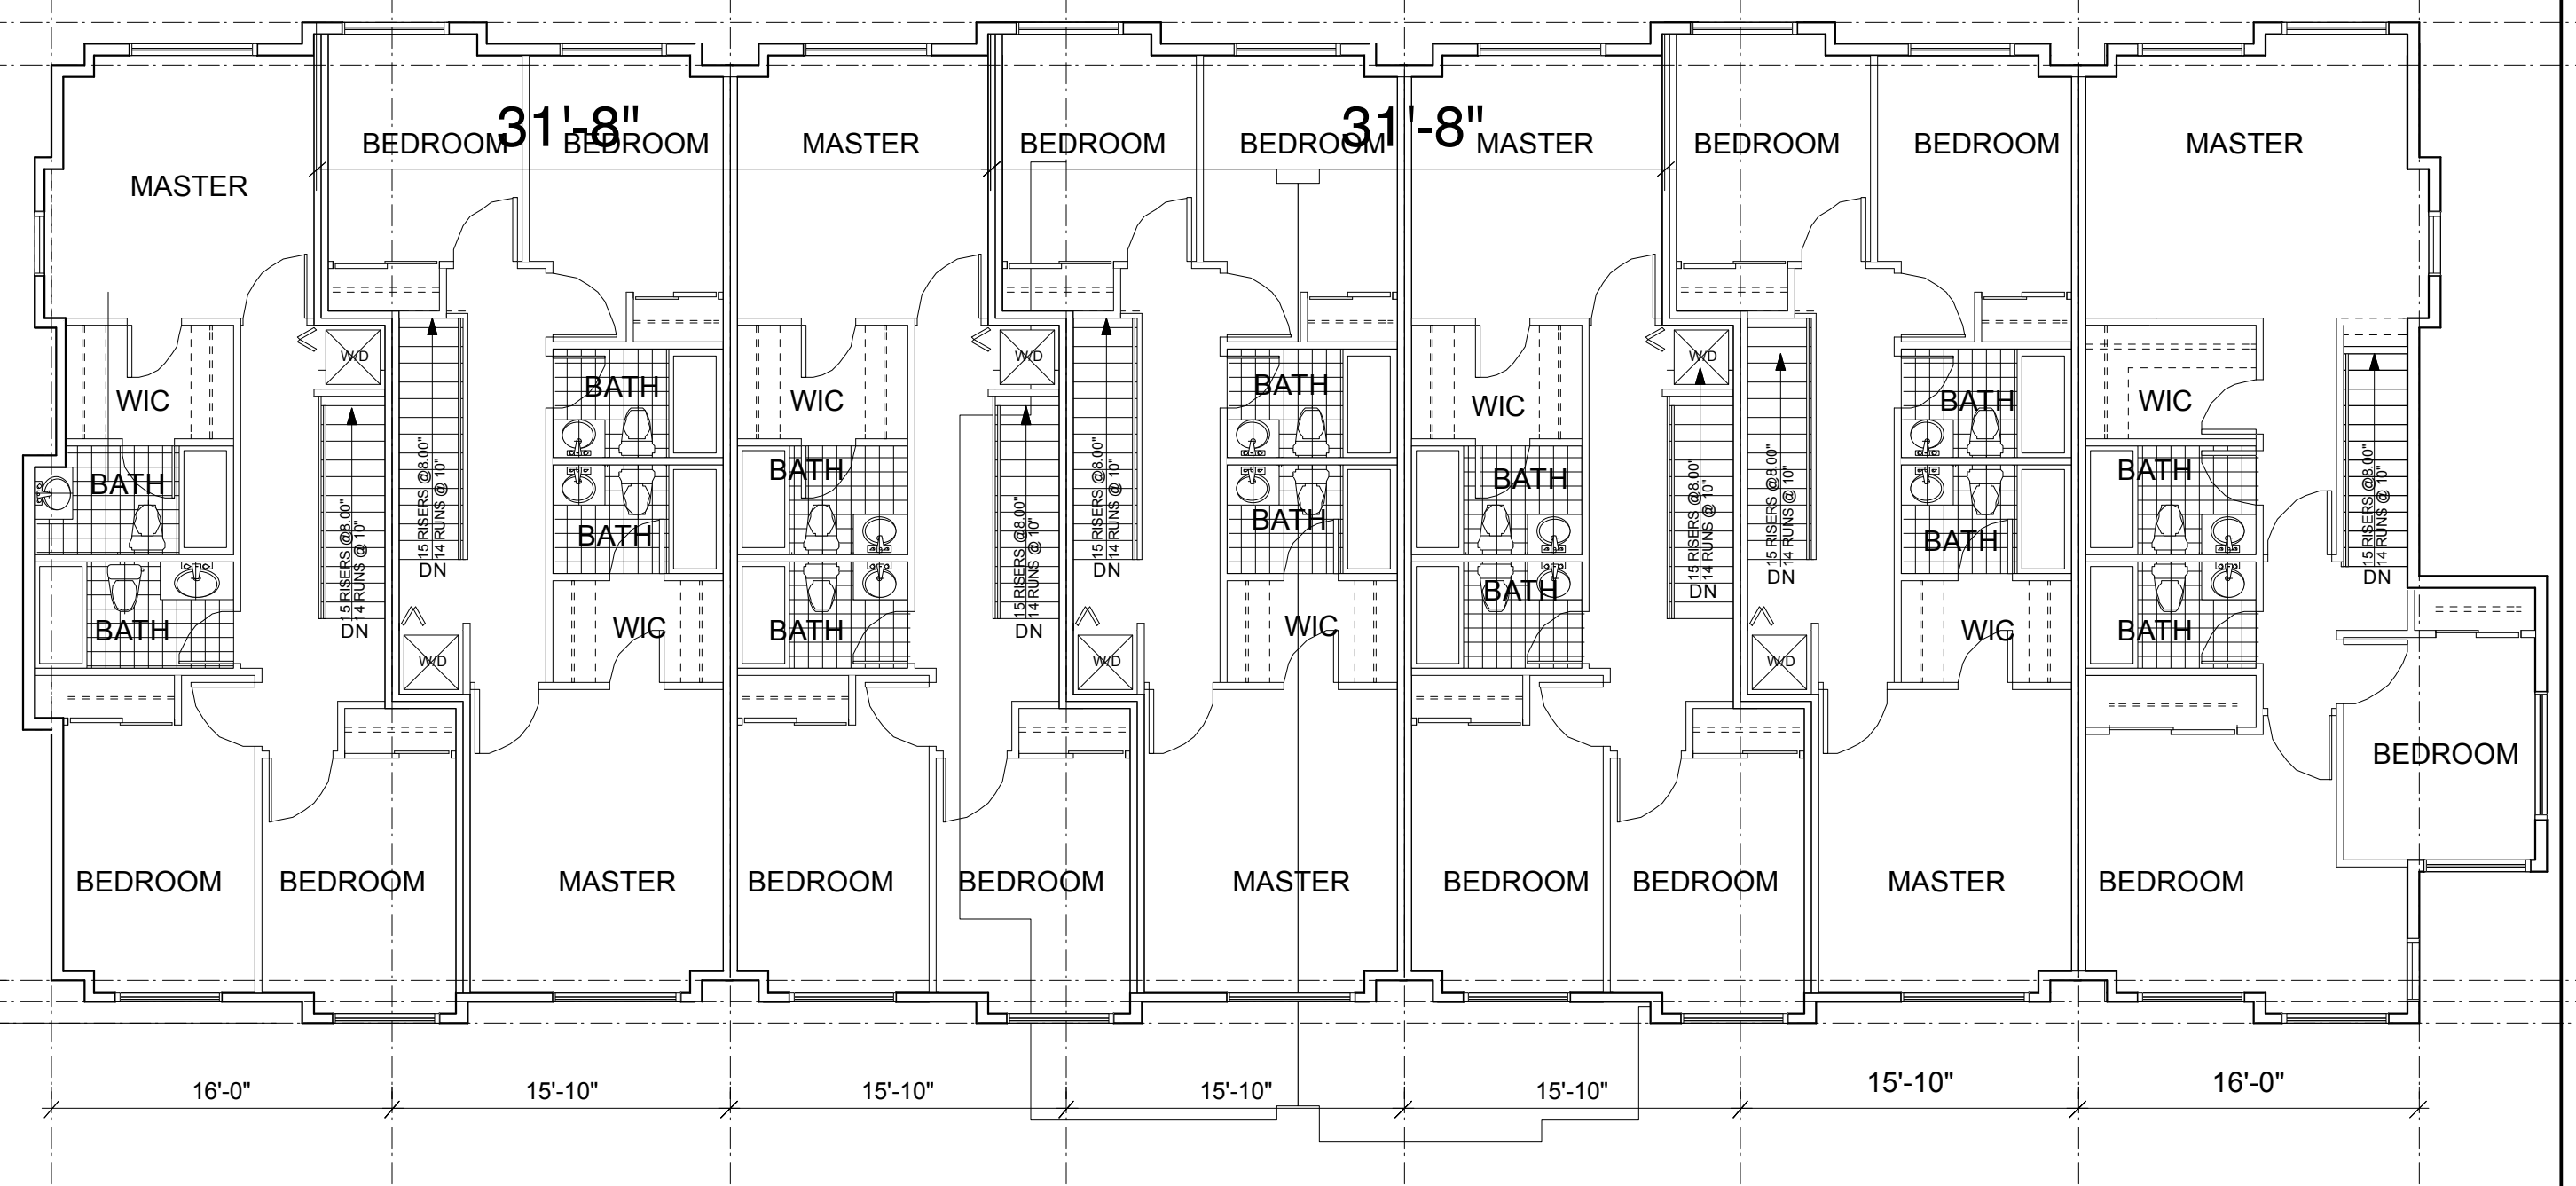 31'-8"
31'-8"
BEDROOM
BEDROOM
MASTER
BEDROOM
BEDROOM
MASTER
BEDROOM
BEDROOM
MASTER
MASTER
W/D
W/D
W/D
WIC
BATH
WIC
BATH
WIC
BATH
WIC
BATH
BATH
BATH
BATH
BATH
BATH
BATH
BATH
BATH
BATH
BATH
BATH
WIC
WIC
WIC
15 RISERS @8.00"
14 RUNS @ 10"
DN
15 RISERS @8.00"
14 RUNS @ 10"
DN
15 RISERS @8.00"
14 RUNS @ 10"
DN
15 RISERS @8.00"
14 RUNS @ 10"
DN
15 RISERS @8.00"
14 RUNS @ 10"
DN
15 RISERS @8.00"
14 RUNS @ 10"
DN
15 RISERS @8.00"
14 RUNS @ 10"
DN
W/D
W/D
W/D
BEDROOM
BEDROOM
BEDROOM
MASTER
BEDROOM
BEDROOM
MASTER
BEDROOM
BEDROOM
MASTER
BEDROOM
16'-0"
15'-10"
15'-10"
15'-10"
15'-10"
15'-10"
16'-0"